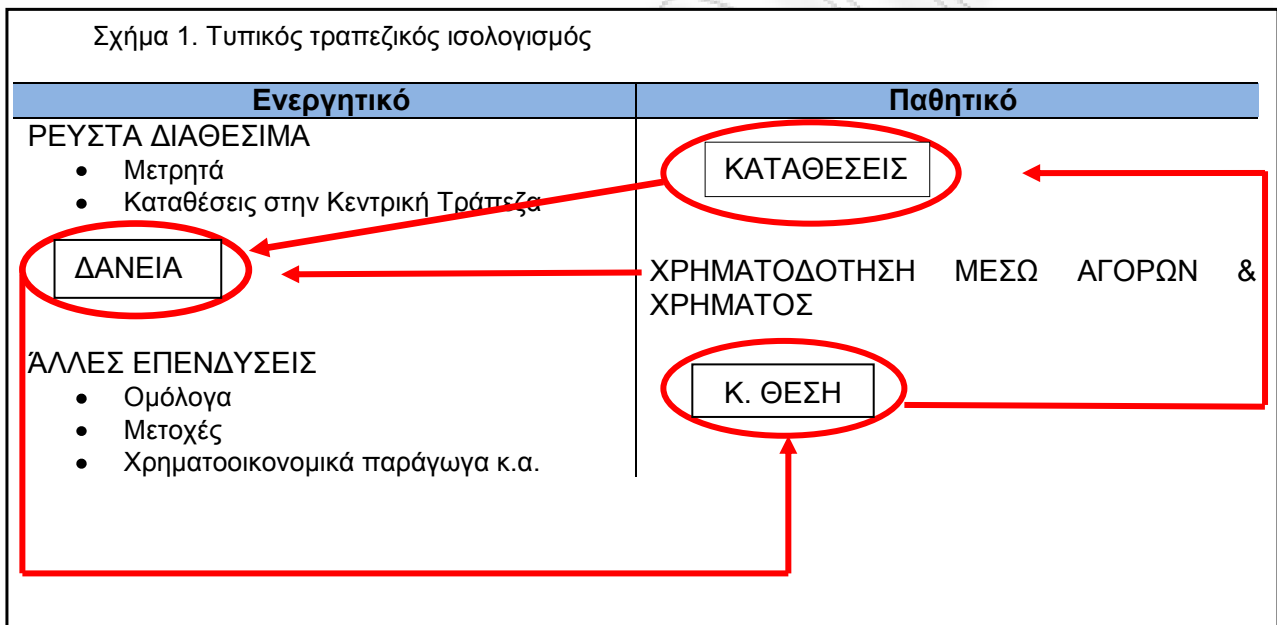 Σχήμα 1. Τυπικός τραπεζικός ισολογισμός
Ενεργητικό
Παθητικό
ΡΕΥΣΤΑ ΔΙΑΘΕΣΙΜΑ
Μετρητά
Καταθέσεις στην Κεντρική Τράπεζα
ΔΑΝΕΙΑ
ΆΛΛΕΣ ΕΠΕΝΔΥΣΕΙΣ
Ομόλογα
Μετοχές
Χρηματοοικονομικά παράγωγα κ.α.
ΚΑΤΑΘΕΣΕΙΣ
ΧΡΗΜΑΤΟΔΟΤΗΣΗ ΜΕΣΩ ΑΓΟΡΩΝ &
ΧΡΗΜΑΤΟΣ
Κ. ΘΕΣΗ